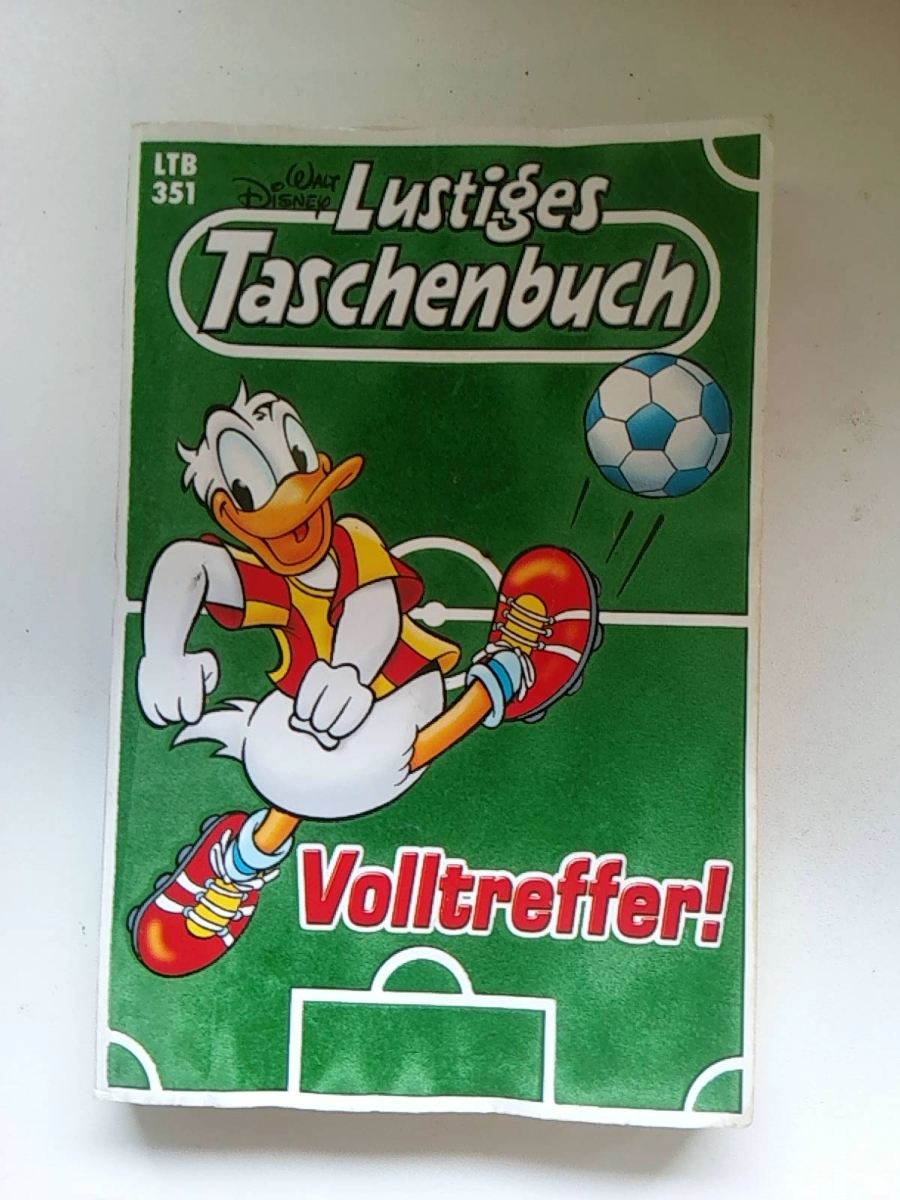 LTB
351
WALT
DISNEY
Lustiges
Taschenbuch
Volltreffer!